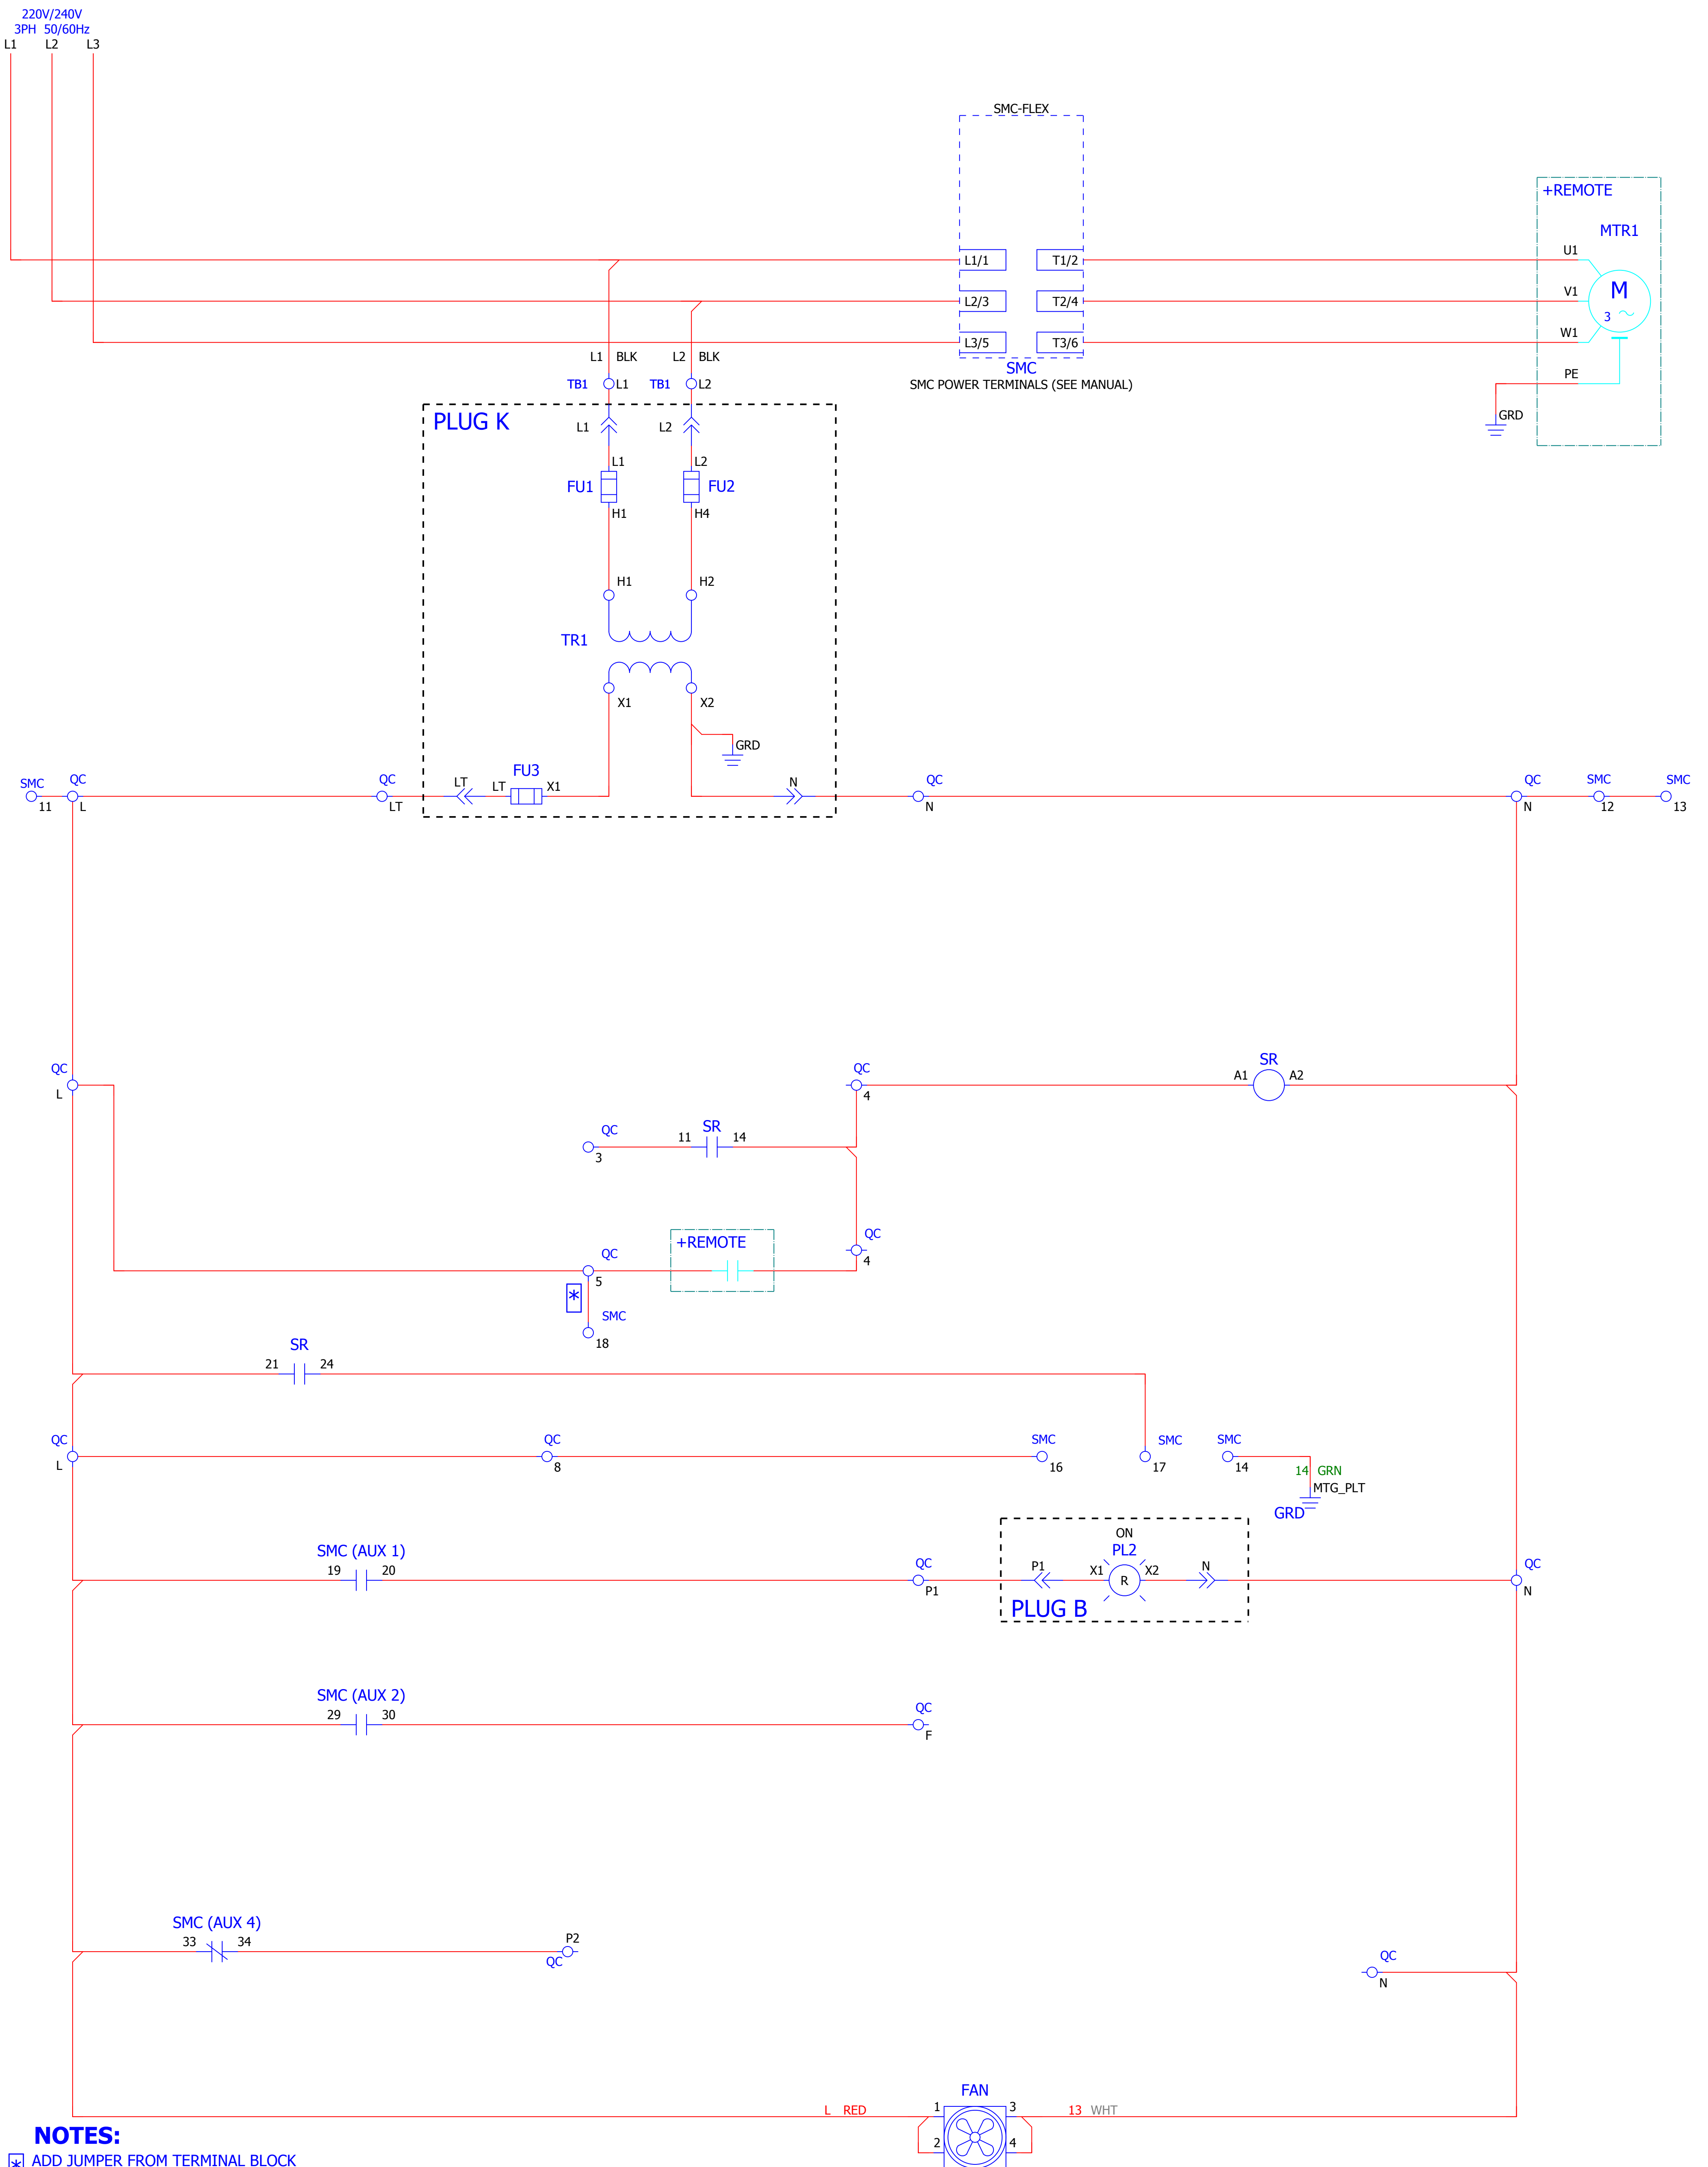 220V/240V
3PH 50/60Hz
L1 L2 L3
SMC-FLEX
+REMOTE
MTR1
L1/1 T1/2 U1
L2/3 T2/4 V1 M
3
L3/5 T3/6 W1
SMC
SMC POWER TERMINALS (SEE MANUAL)
PE
GRD
L1 BLK L2 BLK
TB1 L1 TB1 L2
PLUG K
L1 L2
L1 L2
FU1 FU2
H1 H4
H1 H2
TR1
X1 X2
GRD
SMC QC QC LT LT FU3 X1 N QC QC SMC SMC
11 L LT N N 12 13
QC QC SR
L 4 A1 A2
QC SR
3 11 14
+REMOTE QC
4
QC
5
*
SMC
18
SR
21 24
QC QC SMC SMC SMC
L 8 16 17 14
14 GRN
MTG_PLT
GRD
SMC (AUX 1)
19 20
QC
P1
ON
PL2
P1 X1 R X2 N
PLUG B
QC
N
SMC (AUX 2)
29 30
QC
F
SMC (AUX 4)
33 34
P2
QC
QC
N
FAN
L RED 1 3 13 WHT
2 4
NOTES:
* ADD JUMPER FROM TERMINAL BLOCK